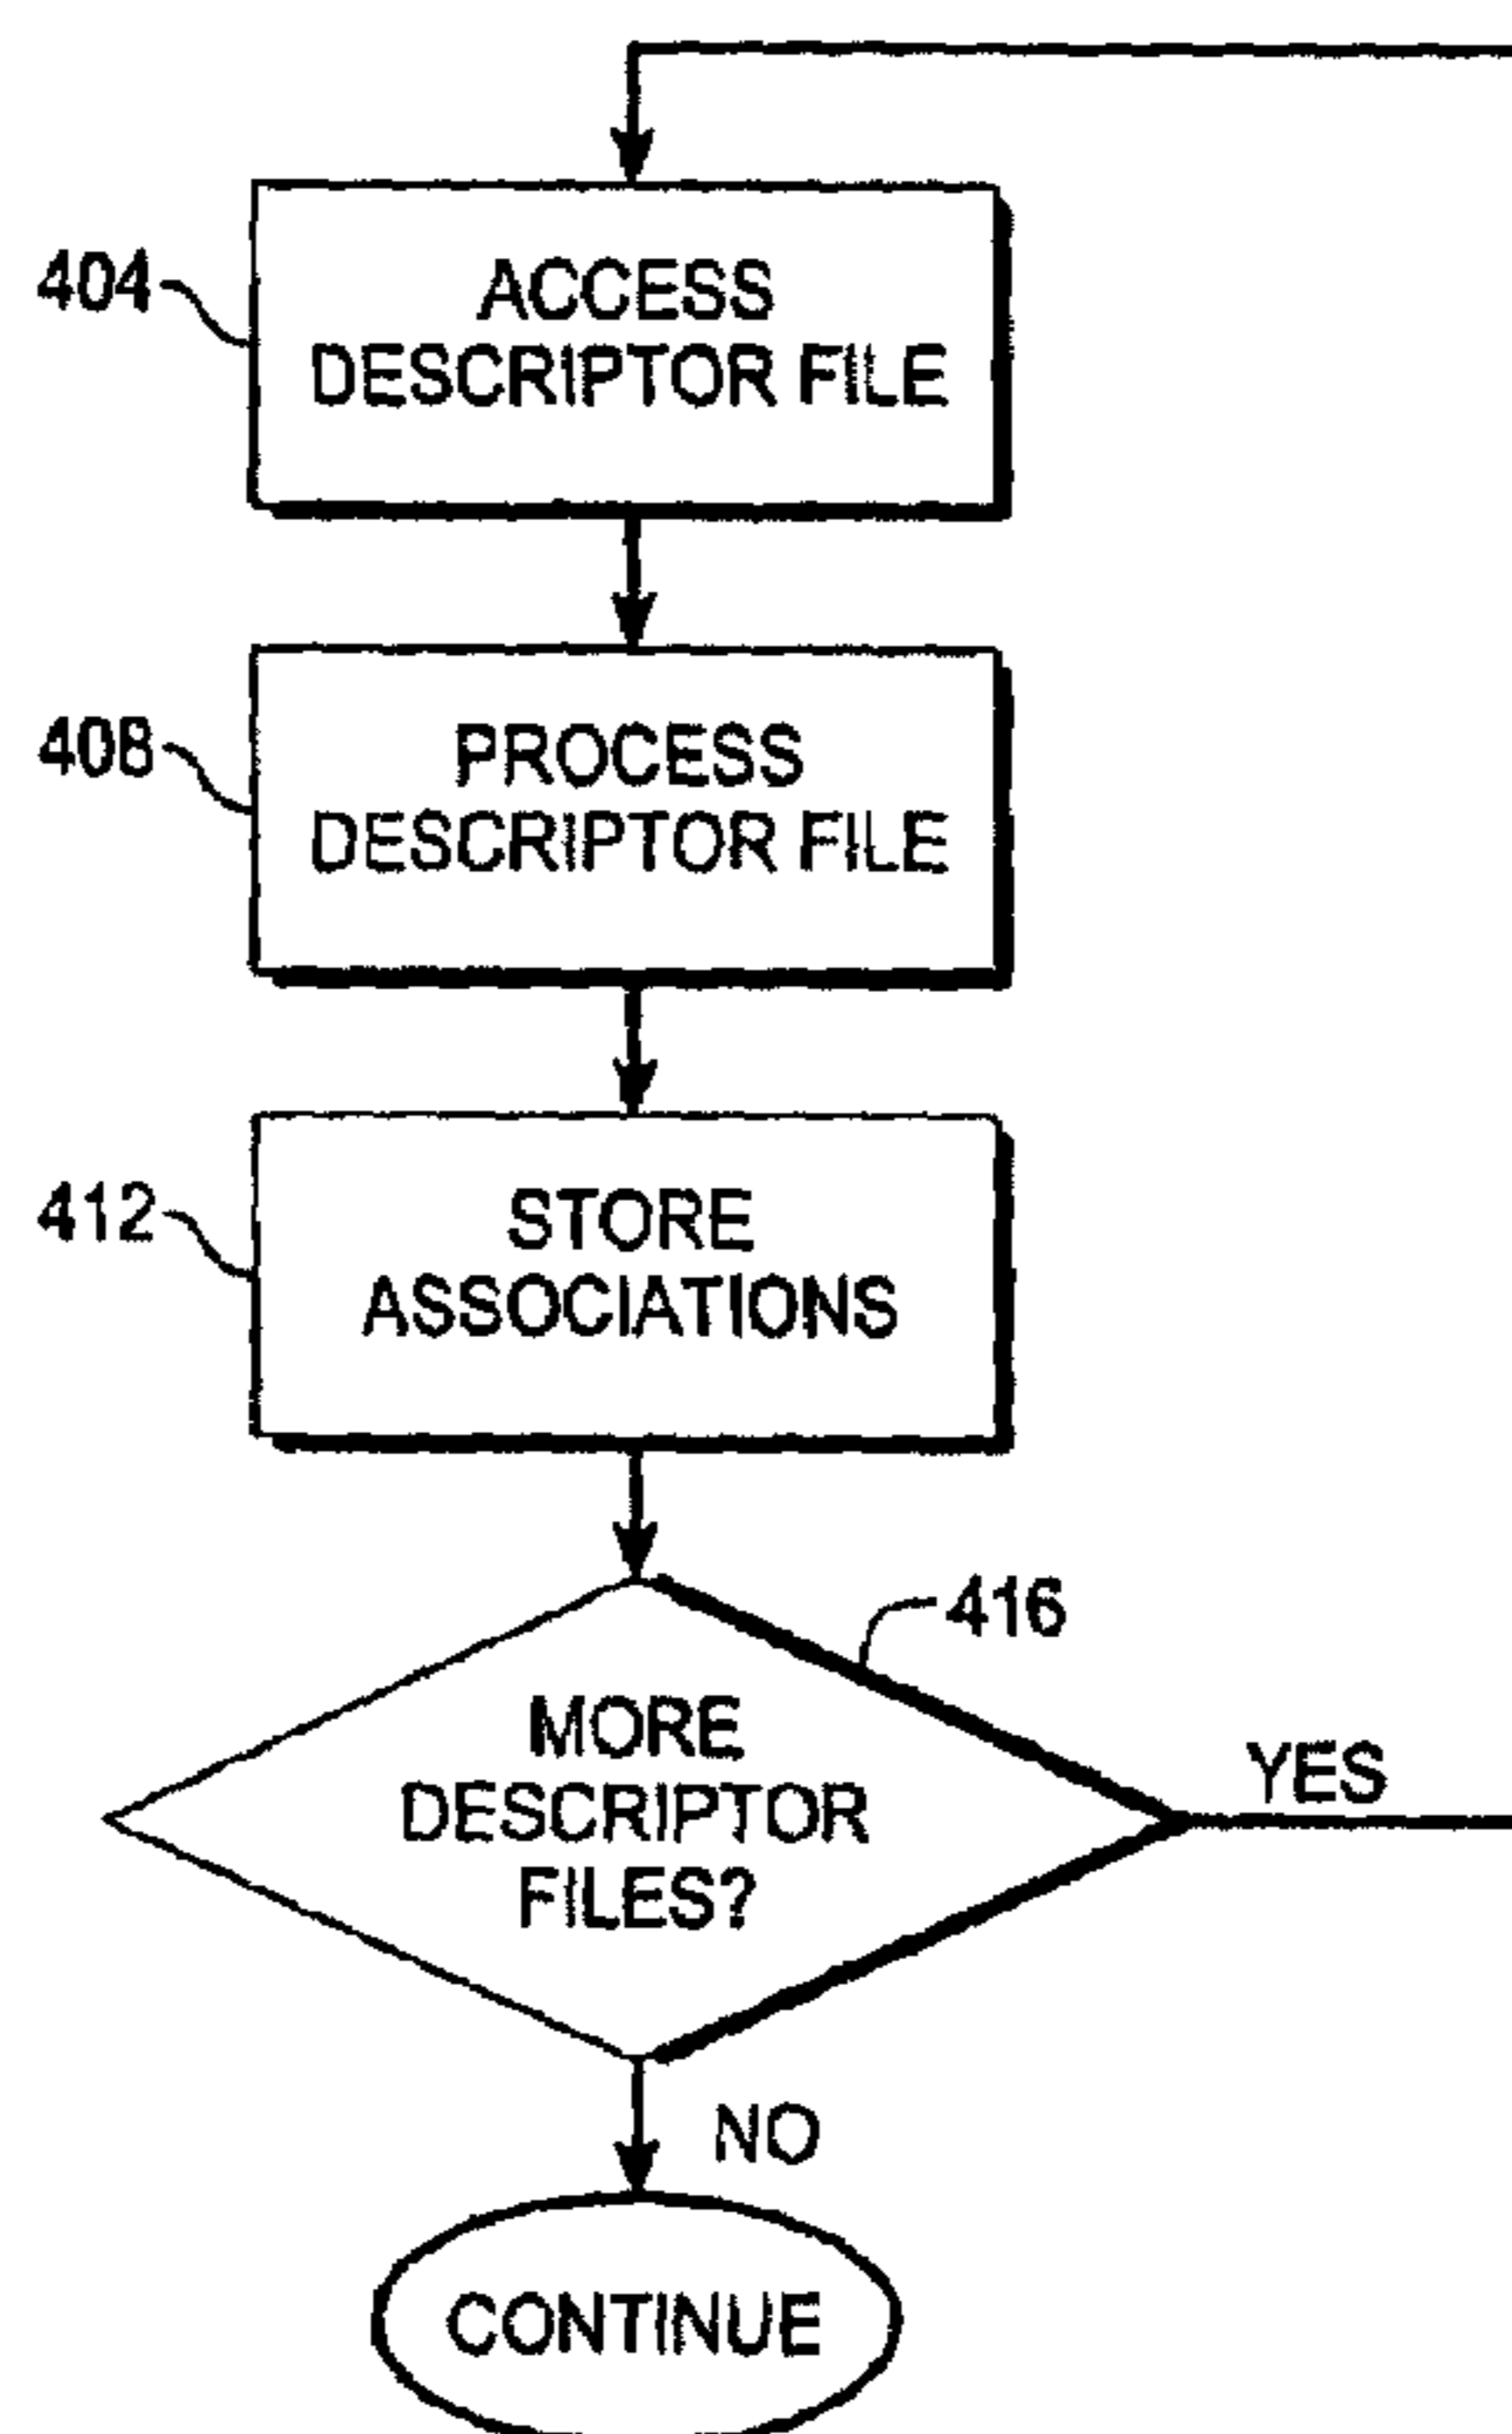 404
ACCESS
DESCRIPTOR FILE
408
PROCESS
DESCRIPTOR FILE
412
STORE
ASSOCIATIONS
416
MORE
DESCRIPTOR
FILES?
YES
NO
CONTINUE